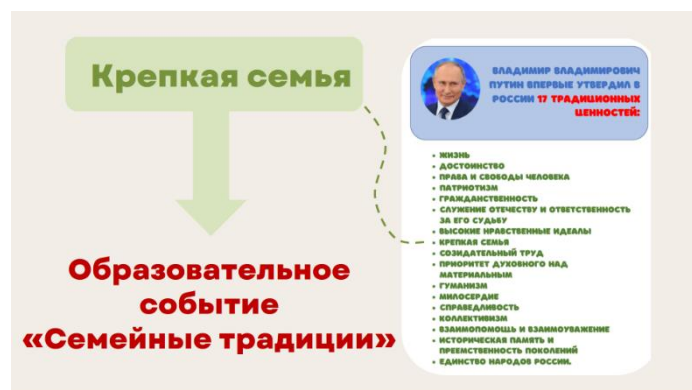 Крепкая семья
Образовательное
событие
«Семейные традиции»
ВЛАДИМИР ВЛАДИМИРОВИЧ
ПУТИН ВПЕРВЫЕ УТВЕРДИЛ В
РОССИИ 17 ТРАДИЦИОННЫХ
ЦЕННОСТЕЙ:
• ЖИЗНЬ
• ДОСТОИНСТВО
• ПРАВА И СВОБОДЫ ЧЕЛОВЕКА
• ПАТРИОТИЗМ
• ГРАЖДАНСТВЕННОСТЬ
• СЛУЖЕНИЕ ОТЕЧЕСТВУ И ОТВЕТСТВЕННОСТЬ
ЗА ЕГО СУДЬБУ
• ВЫСОКИЕ НРАВСТВЕННЫЕ ИДЕАЛЫ
• КРЕПКАЯ СЕМЬЯ
• СОЗИДАТЕЛЬНЫЙ ТРУД
• ПРИОРИТЕТ ДУХОВНОГО НАД
МАТЕРИАЛЬНЫМ
• ГУМАНИЗМ
• МИЛОСЕРДИЕ
• СПРАВЕДЛИВОСТЬ
• КОЛЛЕКТИВИЗМ
• ВЗАИМОПОМОЩЬ И ВЗАИМОУВАЖЕНИЕ
• ИСТОРИЧЕСКАЯ ПАМЯТЬ И
ПРЕЕМСТВЕННОСТЬ ПОКОЛЕНИЙ
• ЕДИНСТВО НАРОДОВ РОССИИ.